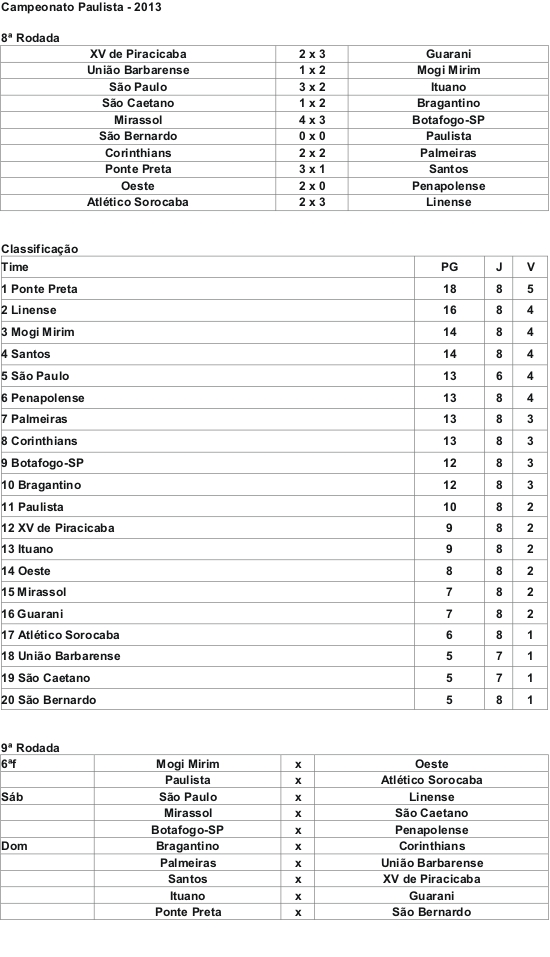 Campeonato Paulista - 2013
8ª Rodada
XV de Piracicaba 2 x 3 Guarani
União Barbarense 1 x 2 Mogi Mirim
São Paulo 3 x 2 Ituano
São Caetano 1 x 2 Bragantino
Mirassol 4 x 3 Botafogo-SP
São Bernardo 0 x 0 Paulista
Corinthians 2 x 2 Palmeiras
Ponte Preta 3 x 1 Santos
Oeste 2 x 0 Penapolense
Atlético Sorocaba 2 x 3 Linense
Classificação
Time PG J V
1 Ponte Preta 18 8 5
2 Linense 16 8 4
3 Mogi Mirim 14 8 4
4 Santos 14 8 4
5 São Paulo 13 6 4
6 Penapolense 13 8 4
7 Palmeiras 13 8 3
8 Corinthians 13 8 3
9 Botafogo-SP 12 8 3
10 Bragantino 12 8 3
11 Paulista 10 8 2
12 XV de Piracicaba 9 8 2
13 Ituano 9 8 2
14 Oeste 8 8 2
15 Mirassol 7 8 2
16 Guarani 7 8 2
17 Atlético Sorocaba 6 8 1
18 União Barbarense 5 7 1
19 São Caetano 5 7 1
20 São Bernardo 5 8 1
9ª Rodada
6ªf Mogi Mirim x Oeste
Paulista x Atlético Sorocaba
Sáb São Paulo x Linense
Mirassol x São Caetano
Botafogo-SP x Penapolense
Dom Bragantino x Corinthians
Palmeiras x União Barbarense
Santos x XV de Piracicaba
Ituano x Guarani
Ponte Preta x São Bernardo